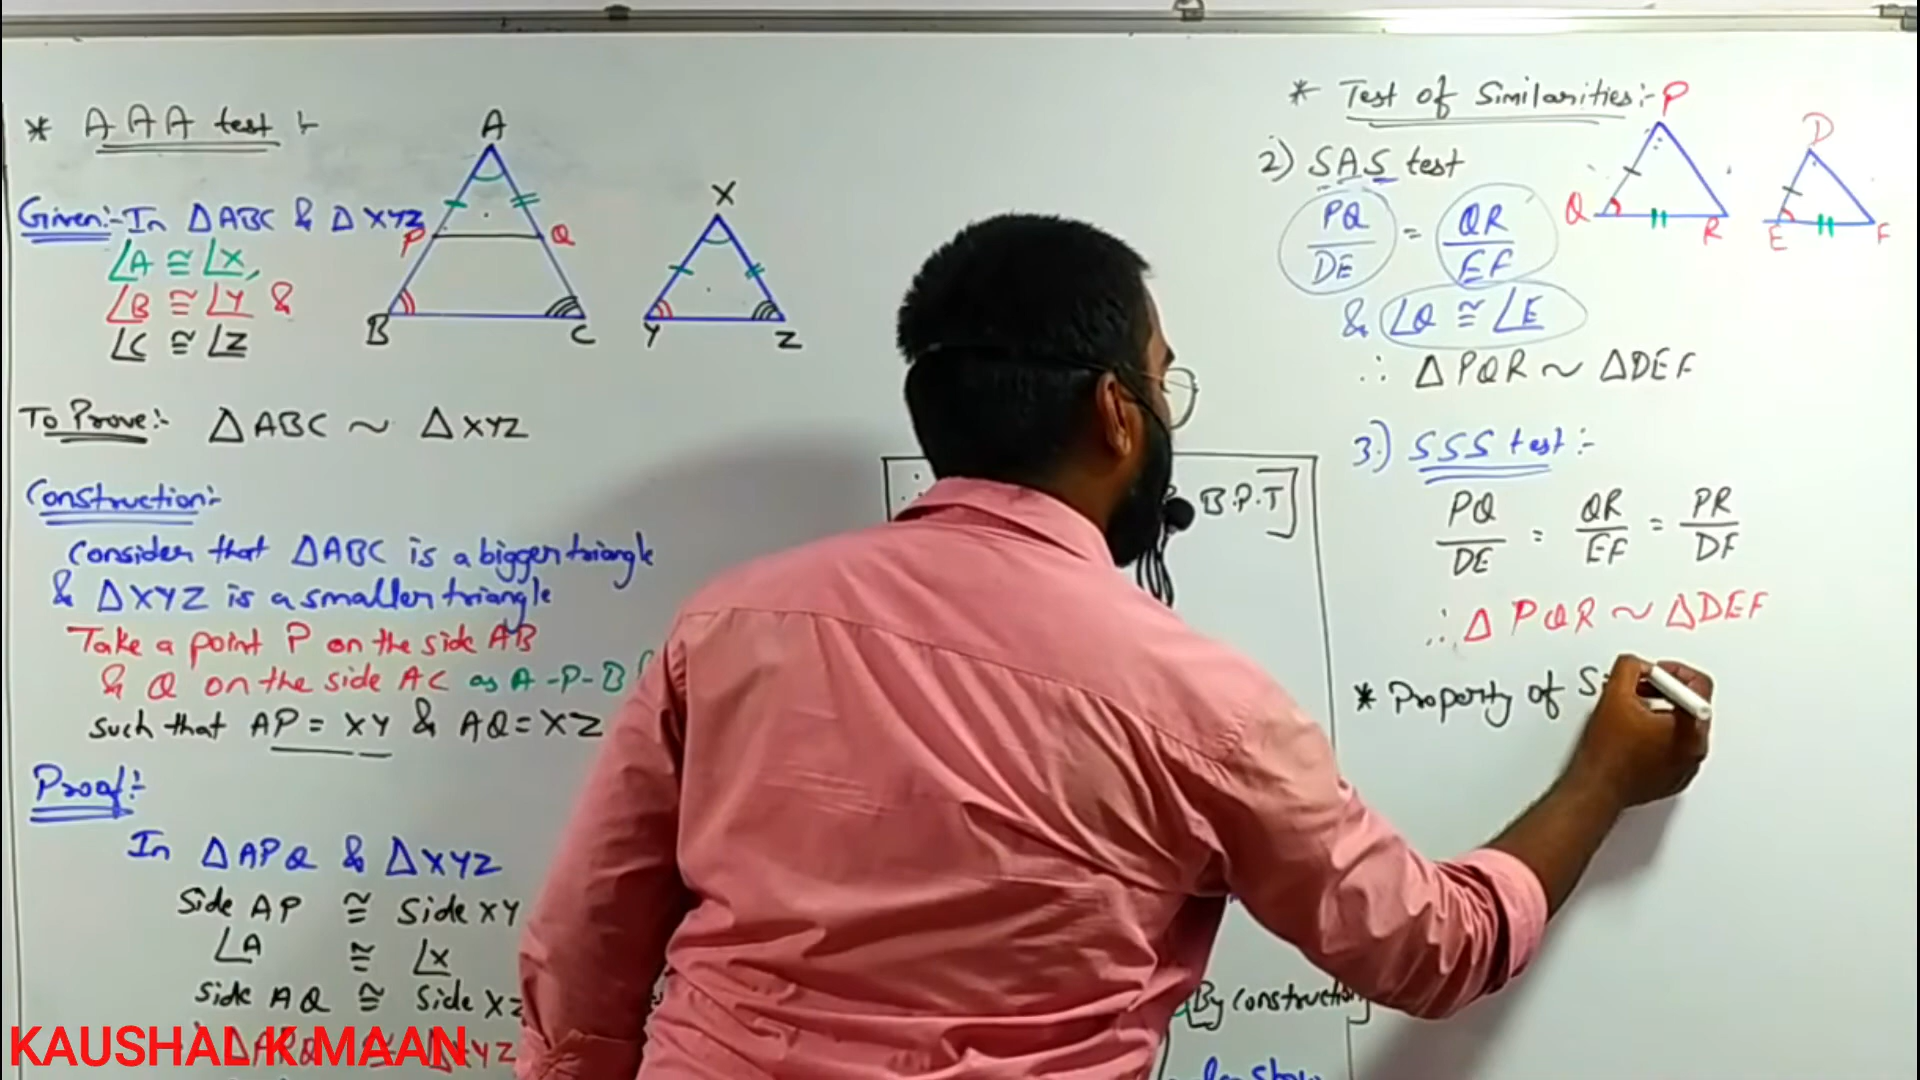 * AAA test :-
Given:- In △ABC & △XYZ
∠A ≅ ∠X,
∠B ≅ ∠Y &
∠C ≅ ∠Z
A
P
Q
B
C
X
Y
Z
To Prove:- △ABC ~ △XYZ
Construction:-
Consider that △ABC is a bigger triangle
& △XYZ is a smaller triangle
Take a point P on the side AB
& Q on the side AC as A-P-B
such that AP = XY & AQ = XZ
Proof:-
In △APQ & △XYZ
Side AP ≅ Side XY
∠A ≅ ∠X
Side AQ ≅ Side XZ
KAUSHAL K MAAN
B.P.T]
[By construction]
* Test of Similarities:-
2) SAS test
PQ/DE = QR/EF
& ∠Q ≅ ∠E
∴ △PQR ~ △DEF
P
Q
R
D
E
F
3.) SSS test:-
PQ/DE = QR/EF = PR/DF
∴ △PQR ~ △DEF
* Property of